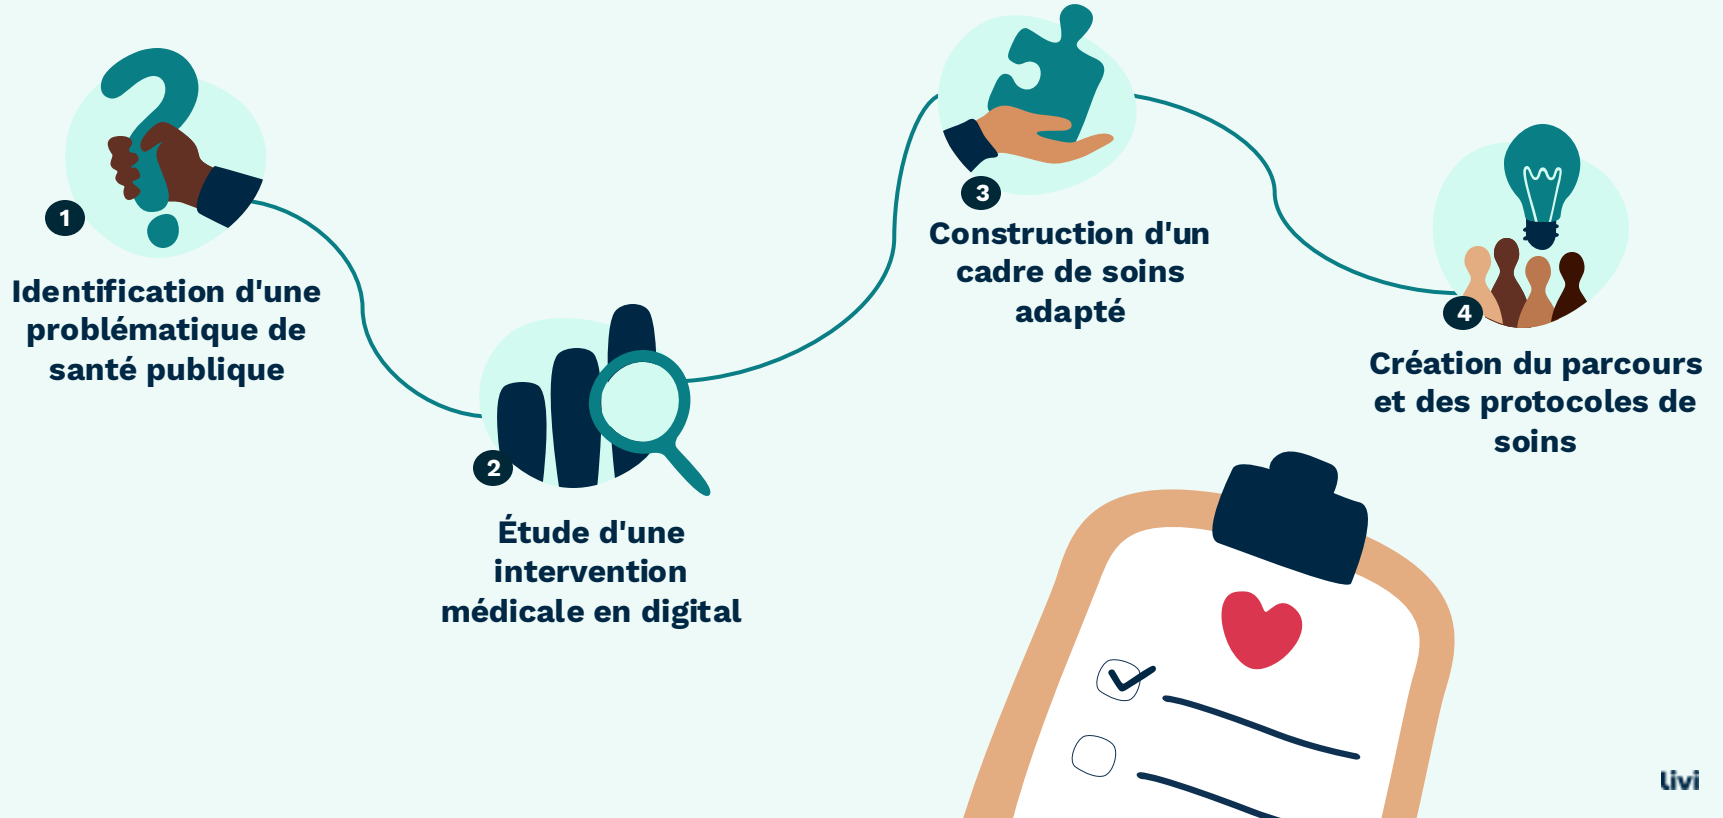 1
Identification d'une
problématique de
santé publique
2
Étude d'une
intervention
médicale en digital
3
Construction d'un
cadre de soins
adapté
4
Création du parcours
et des protocoles de
soins
livi